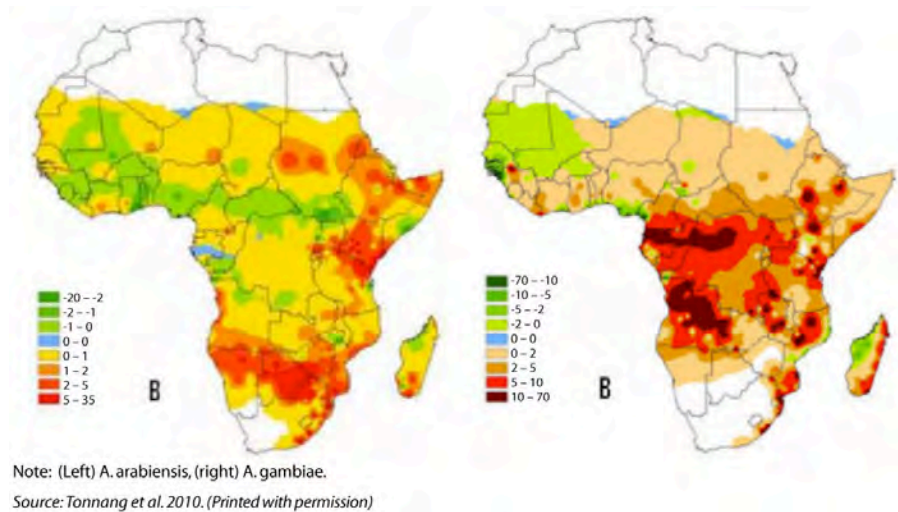 -20 – -2
-2 – -1
-1 – 0
0 – 0
0 – 1
1 – 2
2 – 5
5 – 35
B
-70 – -10
-10 – -5
-5 – -2
-2 – 0
0 – 0
0 – 2
2 – 5
5 – 10
10 – 70
B
Note: (Left) A. arabiensis, (right) A. gambiae.
Source: Tonnang et al. 2010. (Printed with permission)